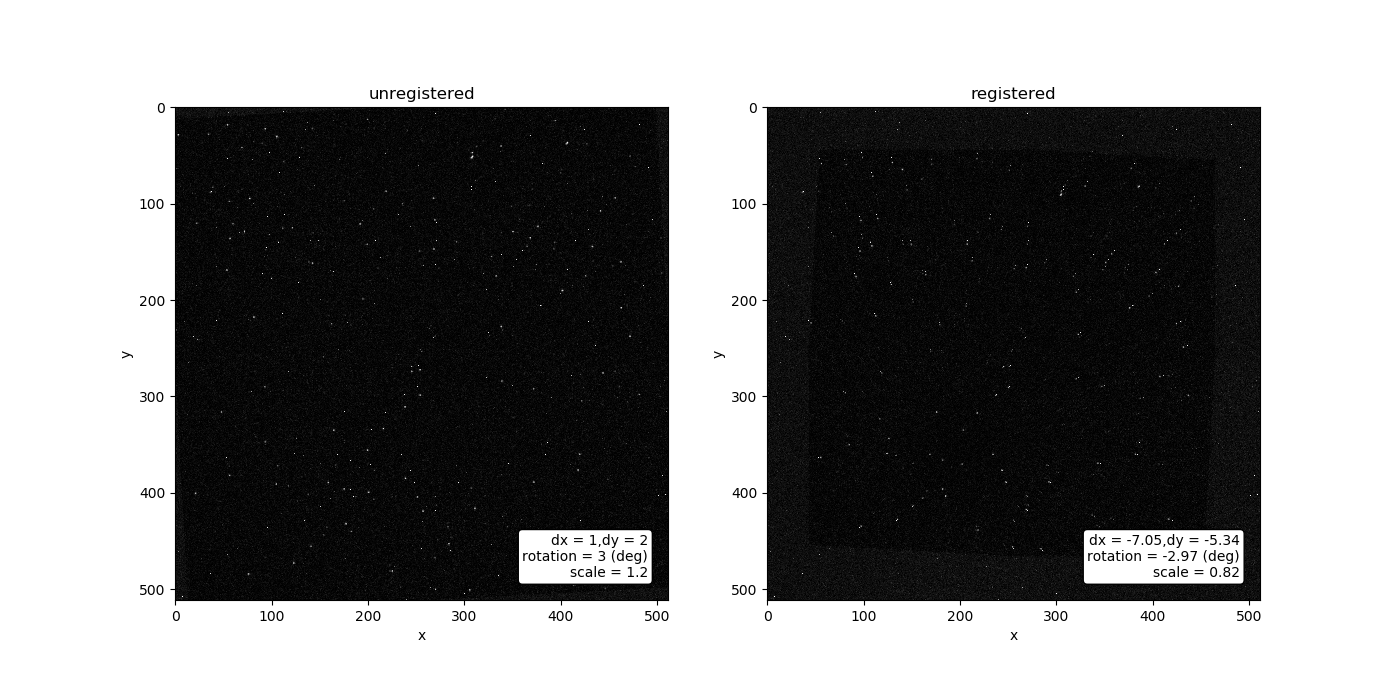 unregistered
0
100
200
300
400
500
y
0 100 200 300 400 500
x
dx = 1,dy = 2
rotation = 3 (deg)
scale = 1.2
registered
0
100
200
300
400
500
y
0 100 200 300 400 500
x
dx = -7.05,dy = -5.34
rotation = -2.97 (deg)
scale = 0.82